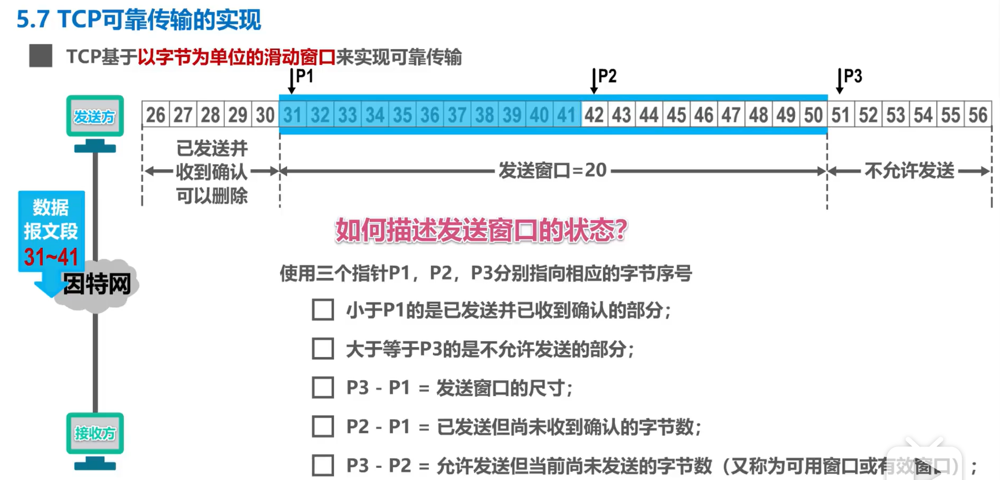 5.7 TCP可靠传输的实现
TCP基于以字节为单位的滑动窗口来实现可靠传输
P1 P2 P3
发送方
26 27 28 29 30 31 32 33 34 35 36 37 38 39 40 41 42 43 44 45 46 47 48 49 50 51 52 53 54 55 56
已发送并
收到确认
可以删除
发送窗口=20
不允许发送
数据
报文段
31~41
因特网
接收方
如何描述发送窗口的状态?
使用三个指针P1，P2，P3分别指向相应的字节序号
小于P1的是已发送并已收到确认的部分；
大于等于P3的是不允许发送的部分；
P3 - P1 = 发送窗口的尺寸；
P2 - P1 = 已发送但尚未收到确认的字节数；
P3 - P2 = 允许发送但当前尚未发送的字节数（又称为可用窗口或有效窗口）；